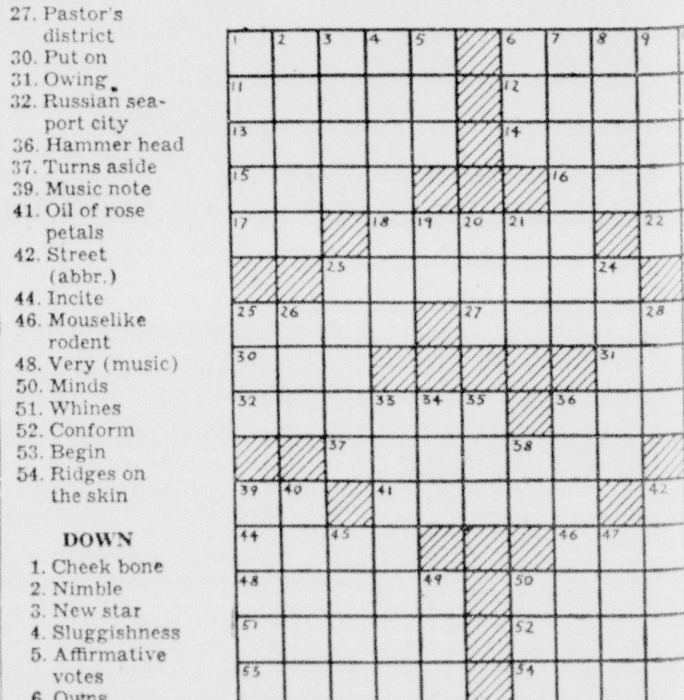 27. Pastor's
district
30. Put on
31. Owing
32. Russian sea-
port city
36. Hammer head
37. Turns aside
39. Music note
41. Oil of rose
petals
42. Street
(abbr.)
44. Incite
46. Mouselike
rodent
48. Very (music)
50. Minds
51. Whines
52. Conform
53. Begin
54. Ridges on
the skin
DOWN
1. Cheek bone
2. Nimble
3. New star
4. Sluggishness
5. Affirmative
votes
6. Owns
1 2 3 4 5 6 7 8 9
11 12
13 14
15 16
17 18 19 20 21 22
23 24
25 26 27 28
30 31
32 33 34 35 36
37 38
39 40 41 42
44 45 46 47
48 49 50
51 52
53 54